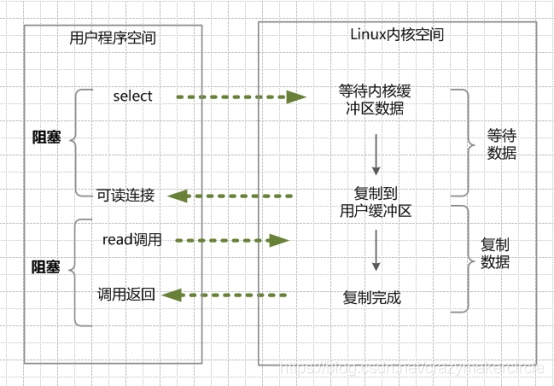 用户程序空间
Linux内核空间
select
等待内核缓
冲区数据
阻塞
等待
数据
可读连接
复制到
用户缓冲区
read调用
复制
数据
阻塞
调用返回
复制完成
https://blog.csdn.net/crazymakercircle